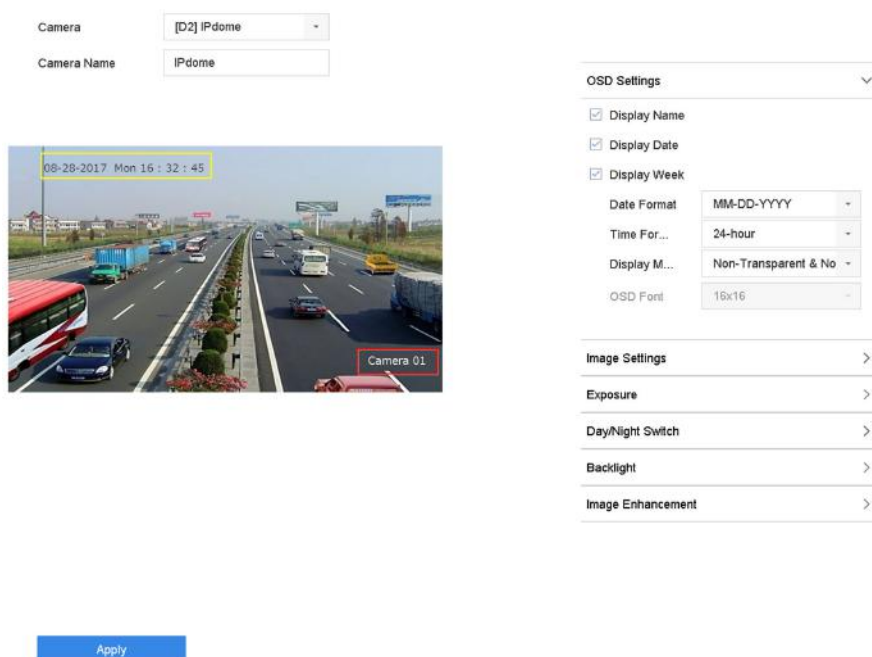 Camera
[D2] IPdome
Camera Name
IPdome
08-28-2017 Mon 16 : 32 : 45
Camera 01
OSD Settings
Display Name
Display Date
Display Week
Date Format
MM-DD-YYYY
Time For...
24-hour
Display M...
Non-Transparent & No
OSD Font
16x16
Image Settings
Exposure
Day/Night Switch
Backlight
Image Enhancement
Apply